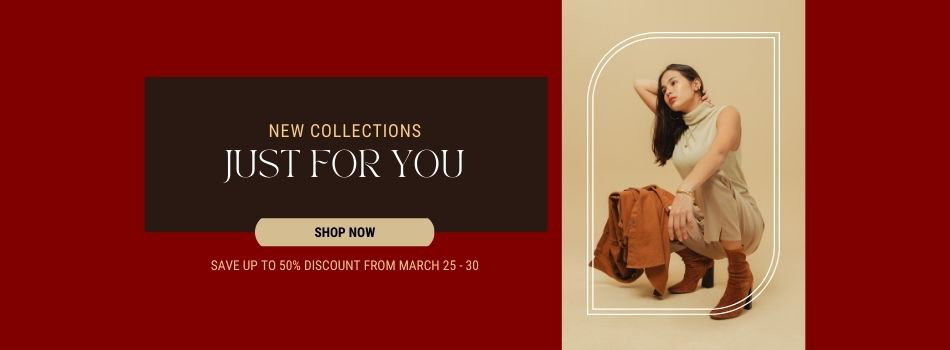 NEW COLLECTIONS
JUST FOR YOU
SHOP NOW
SAVE UP TO 50% DISCOUNT FROM MARCH 25 - 30